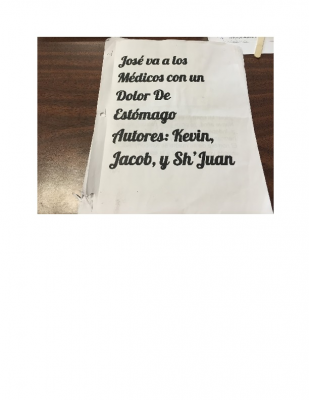 José va a los
Médicos con un
Dolor De
Estómago
Autores: Kevin,
Jacob, y Sh'Juan